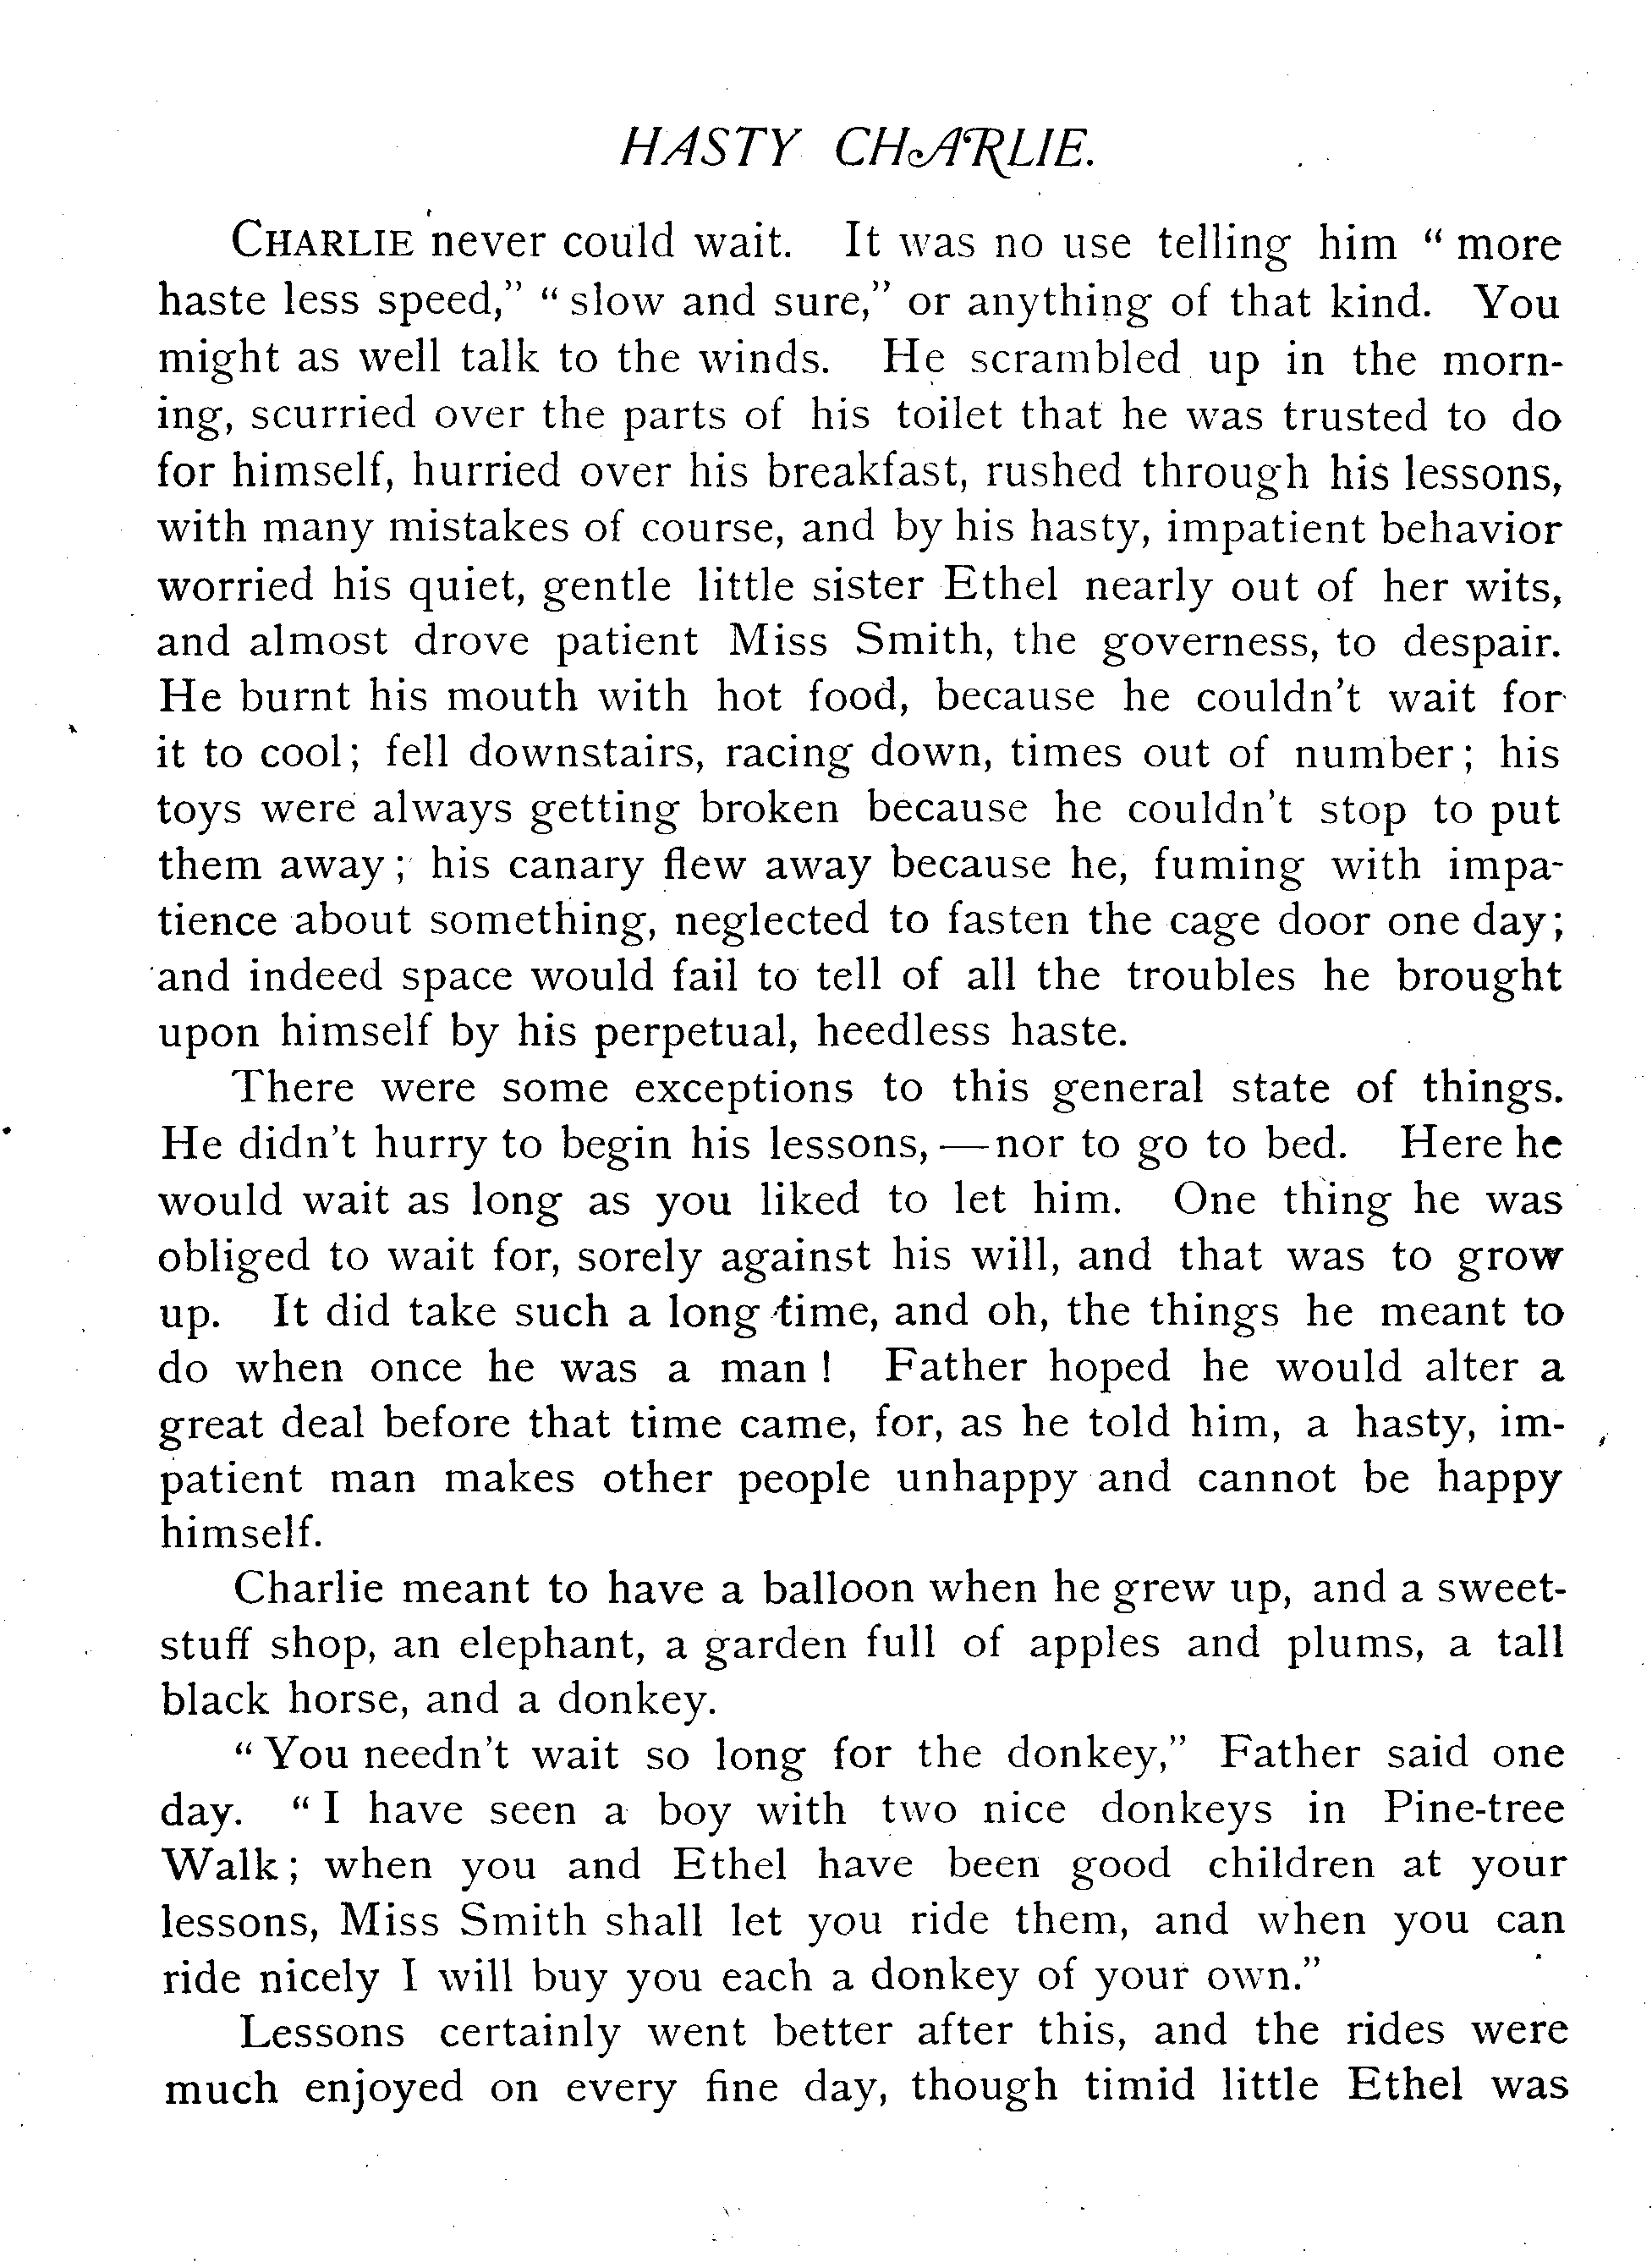 HASTY CHARLIE.
CHARLIE never could wait. It was no use telling him “ more
haste less speed,” “ slow and sure,” or anything of that kind. You
might as well talk to the winds. He scrambled up in the morn-
ing, scurried over the parts of his toilet that he was trusted to do
for himself, hurried over his breakfast, rushed through his lessons,
with many mistakes of course, and by his hasty, impatient behavior
worried his quiet, gentle little sister Ethel nearly out of her wits,
and almost drove patient Miss Smith, the governess, to despair.
He burnt his mouth with hot food, because he couldn't wait for
it to cool; fell downstairs, racing down, times out of number; his
toys were always getting broken because he couldn't stop to put
them away; his canary flew away because he, fuming with impa-
tience about something, neglected to fasten the cage door one day;
and indeed space would fail to tell of all the troubles he brought
upon himself by his perpetual, heedless haste.
There were some exceptions to this general state of things.
He didn't hurry to begin his lessons, — nor to go to bed. Here he
would wait as long as you liked to let him. One thing he was
obliged to wait for, sorely against his will, and that was to grow
up. It did take such a long time, and oh, the things he meant to
do when once he was a man ! Father hoped he would alter a
great deal before that time came, for, as he told him, a hasty, im-
patient man makes other people unhappy and cannot be happy
himself.
Charlie meant to have a balloon when he grew up, and a sweet-
stuff shop, an elephant, a garden full of apples and plums, a tall
black horse, and a donkey.
“ You needn't wait so long for the donkey,” Father said one
day. “ I have seen a boy with two nice donkeys in Pine-tree
Walk; when you and Ethel have been good children at your
lessons, Miss Smith shall let you ride them, and when you can
ride nicely I will buy you each a donkey of your own.”
Lessons certainly went better after this, and the rides were
much enjoyed on every fine day, though timid little Ethel was